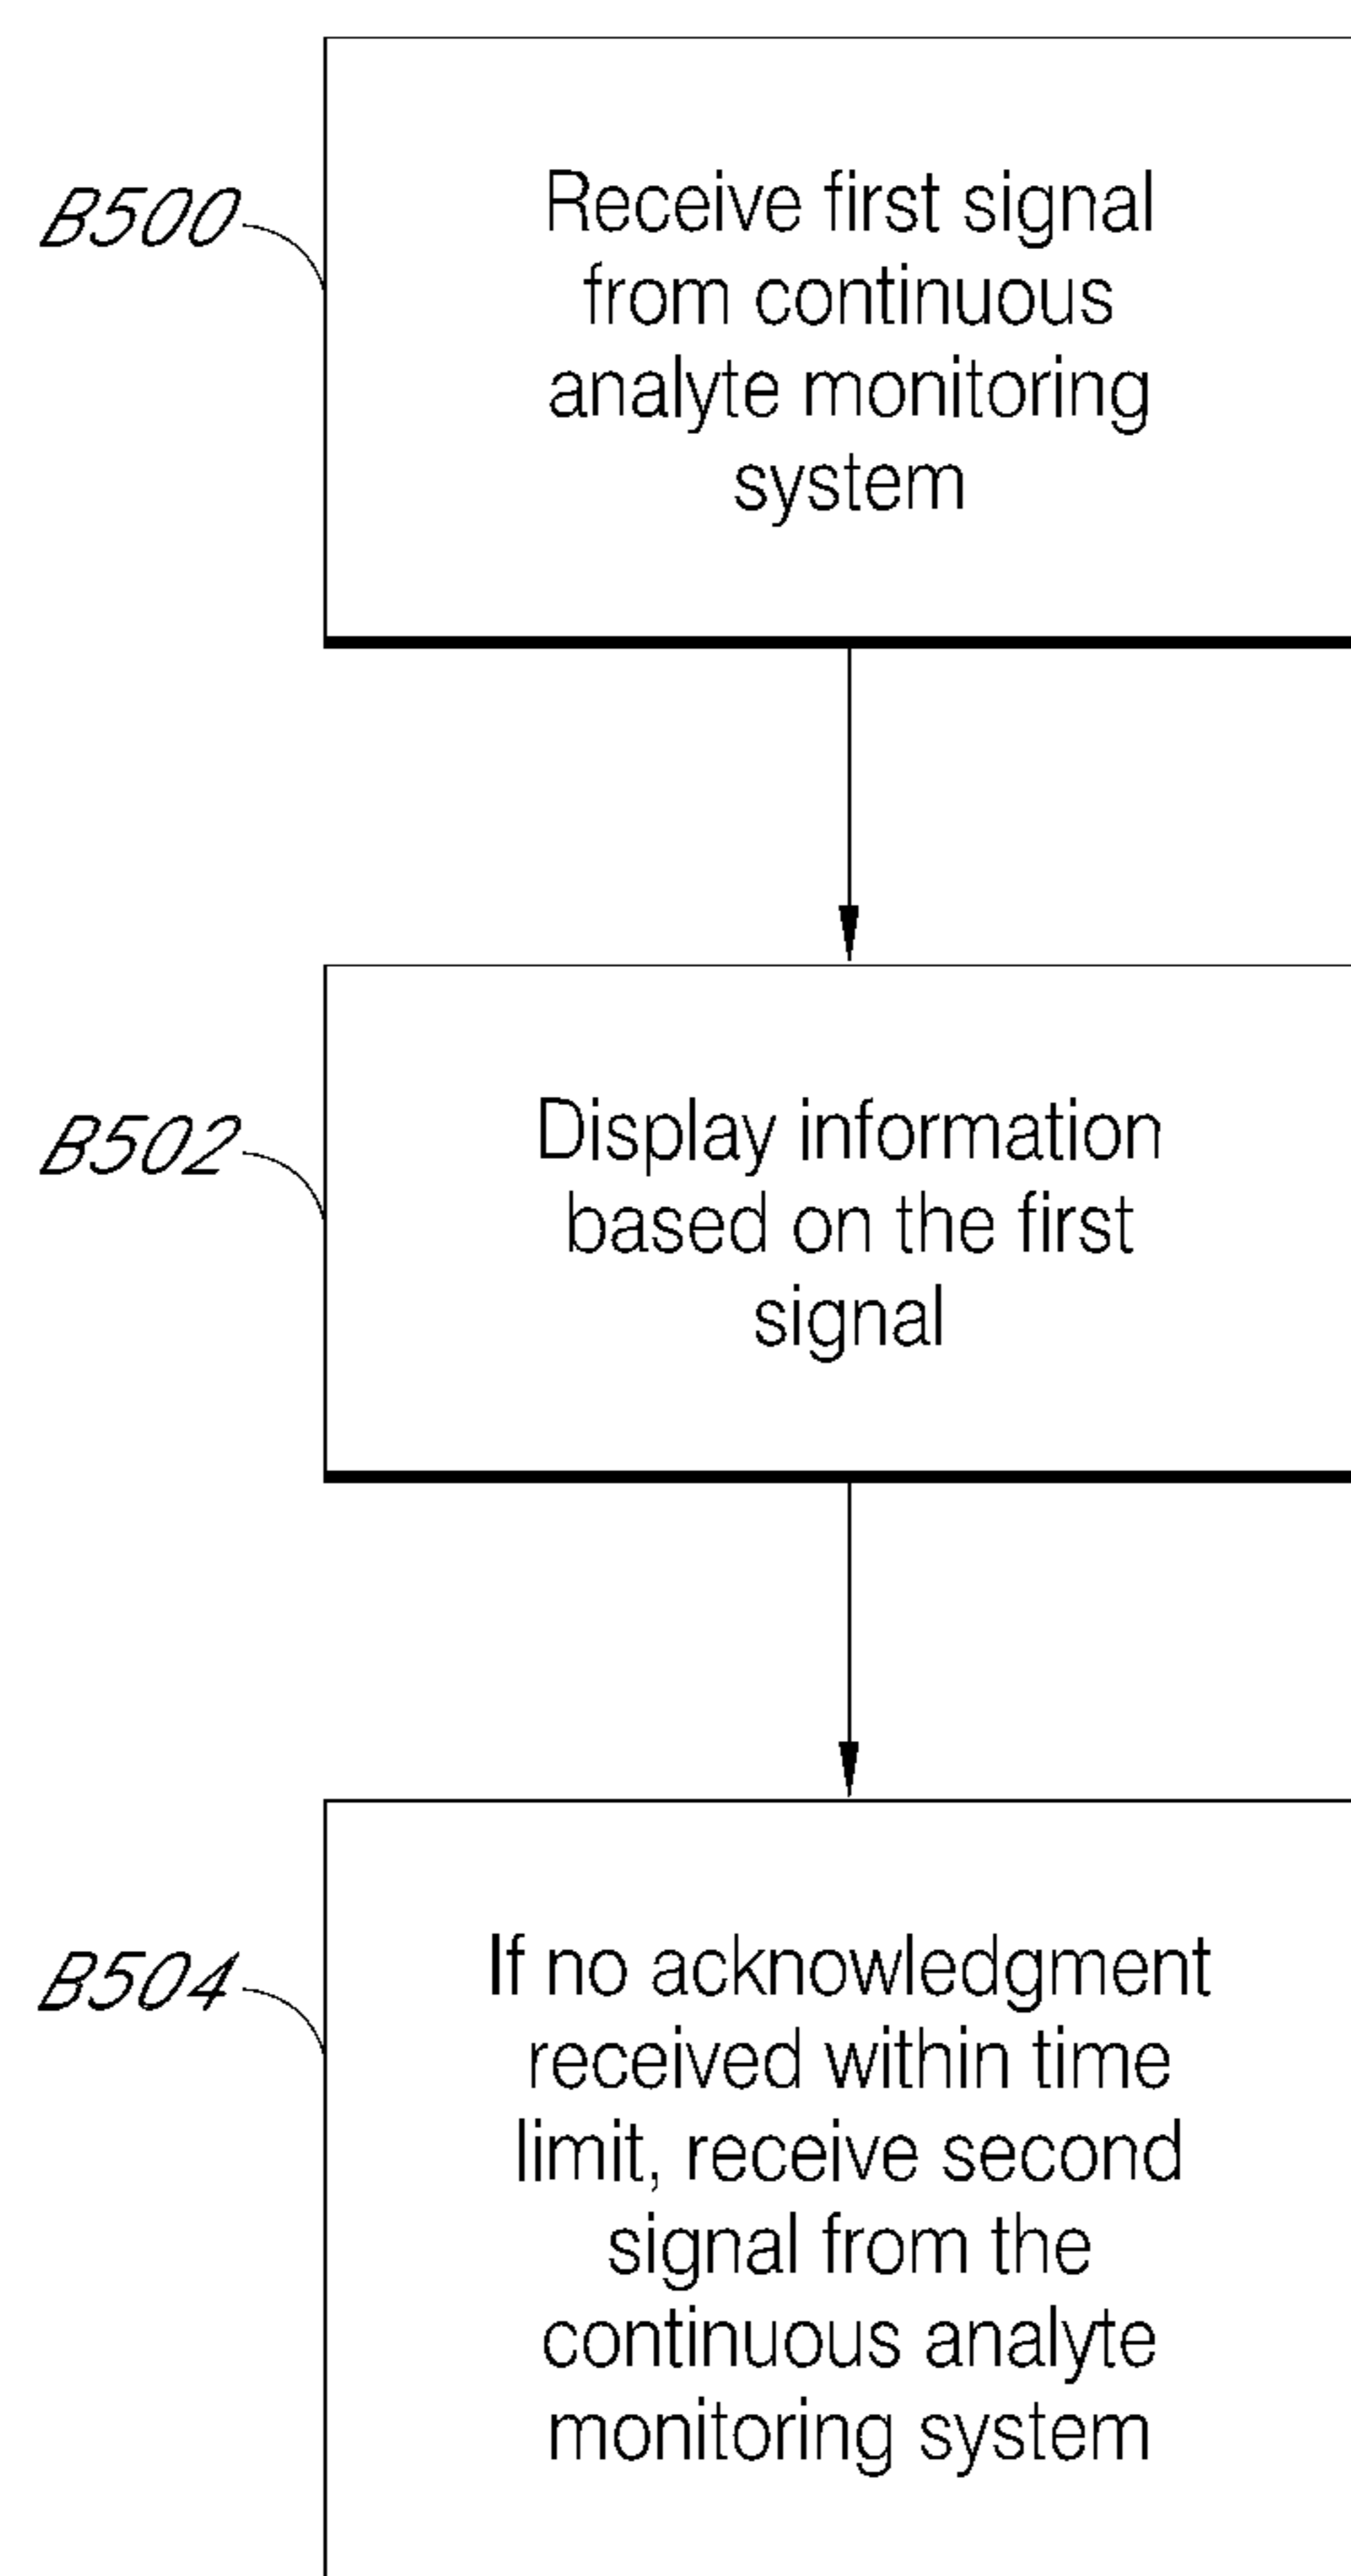 B500
Receive first signal
from continuous
analyte monitoring
system
B502
Display information
based on the first
signal
B504
If no acknowledgment
received within time
limit, receive second
signal from the
continuous analyte
monitoring system